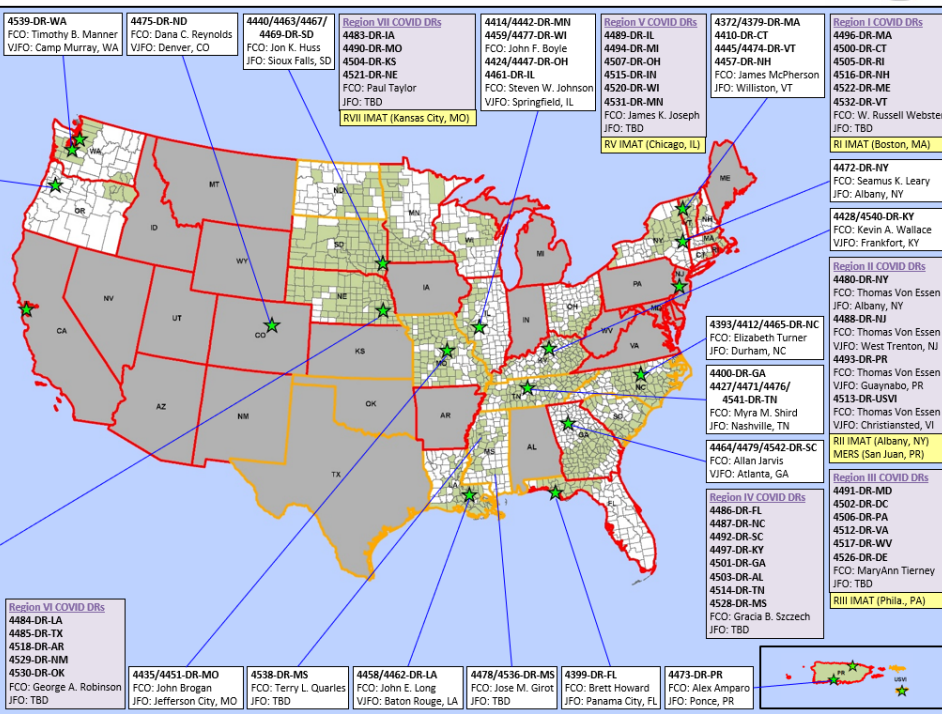 4539-DR-WA
FCO: Timothy B. Manner
VJFO: Camp Murray, WA
4475-DR-ND
FCO: Dana C. Reynolds
VJFO: Denver, CO
4440/4463/4467/
4469-DR-SD
FCO: Jon K. Huss
JFO: Sioux Falls, SD
Region VII COVID DRs
4483-DR-IA
4490-DR-MO
4504-DR-KS
4521-DR-NE
FCO: Paul Taylor
JFO: TBD
RVII IMAT (Kansas City, MO)
4414/4442-DR-MN
4459/4477-DR-WI
FCO: John F. Boyle
4424/4447-DR-OH
4461-DR-IL
FCO: Steven W. Johnson
VJFO: Springfield, IL
Region V COVID DRs
4489-DR-IL
4494-DR-MI
4507-DR-OH
4515-DR-IN
4520-DR-WI
4531-DR-MN
FCO: James K. Joseph
JFO: TBD
RV IMAT (Chicago, IL)
4372/4379-DR-MA
4410-DR-CT
4445/4474-DR-VT
4457-DR-NH
FCO: James McPherson
JFO: Williston, VT
Region I COVID DRs
4496-DR-MA
4500-DR-CT
4505-DR-RI
4516-DR-NH
4522-DR-ME
4532-DR-VT
FCO: W. Russell Webster
JFO: TBD
RI IMAT (Boston, MA)
4472-DR-NY
FCO: Seamus K. Leary
JFO: Albany, NY
4428/4540-DR-KY
FCO: Kevin A. Wallace
VJFO: Frankfort, KY
Region II COVID DRs
4480-DR-NY
FCO: Thomas Von Essen
JFO: Albany, NY
4488-DR-NJ
FCO: Thomas Von Essen
VJFO: West Trenton, NJ
4493-DR-PR
FCO: Thomas Von Essen
VJFO: Guaynabo, PR
4513-DR-USVI
FCO: Thomas Von Essen
VJFO: Christiansted, VI
RII IMAT (Albany, NY)
MERS (San Juan, PR)
4393/4412/4465-DR-NC
FCO: Elizabeth Turner
JFO: Durham, NC
4400-DR-GA
4427/4471/4476/
4541-DR-TN
FCO: Myra M. Shird
JFO: Nashville, TN
4464/4479/4542-DR-SC
FCO: Allan Jarvis
VJFO: Atlanta, GA
Region IV COVID DRs
4486-DR-FL
4487-DR-NC
4492-DR-SC
4497-DR-KY
4501-DR-GA
4503-DR-AL
4514-DR-TN
4528-DR-MS
FCO: Gracia B. Szczech
JFO: TBD
Region III COVID DRs
4491-DR-MD
4502-DR-DC
4506-DR-PA
4512-DR-VA
4517-DR-WV
4526-DR-DE
FCO: MaryAnn Tierney
JFO: TBD
RIII IMAT (Phila., PA)
WA
MT
ND
MN
ME
OR
ID
SD
WI
MI
NY
VT
NH
MA
CT
WY
IA
NE
PA
NJ
NV
UT
CO
IL
IN
OH
WV
VA
CA
KS
MO
KY
AZ
NM
OK
AR
TN
NC
SC
TX
LA
MS
AL
GA
FL
Region VI COVID DRs
4484-DR-LA
4485-DR-TX
4518-DR-AR
4529-DR-NM
4530-DR-OK
FCO: George A. Robinson
JFO: TBD
4435/4451-DR-MO
FCO: John Brogan
JFO: Jefferson City, MO
4538-DR-MS
FCO: Terry L. Quarles
JFO: TBD
4458/4462-DR-LA
FCO: John E. Long
VJFO: Baton Rouge, LA
4478/4536-DR-MS
FCO: Jose M. Girot
JFO: TBD
4399-DR-FL
FCO: Brett Howard
JFO: Panama City, FL
4473-DR-PR
FCO: Alex Amparo
JFO: Ponce, PR
PR
USVI